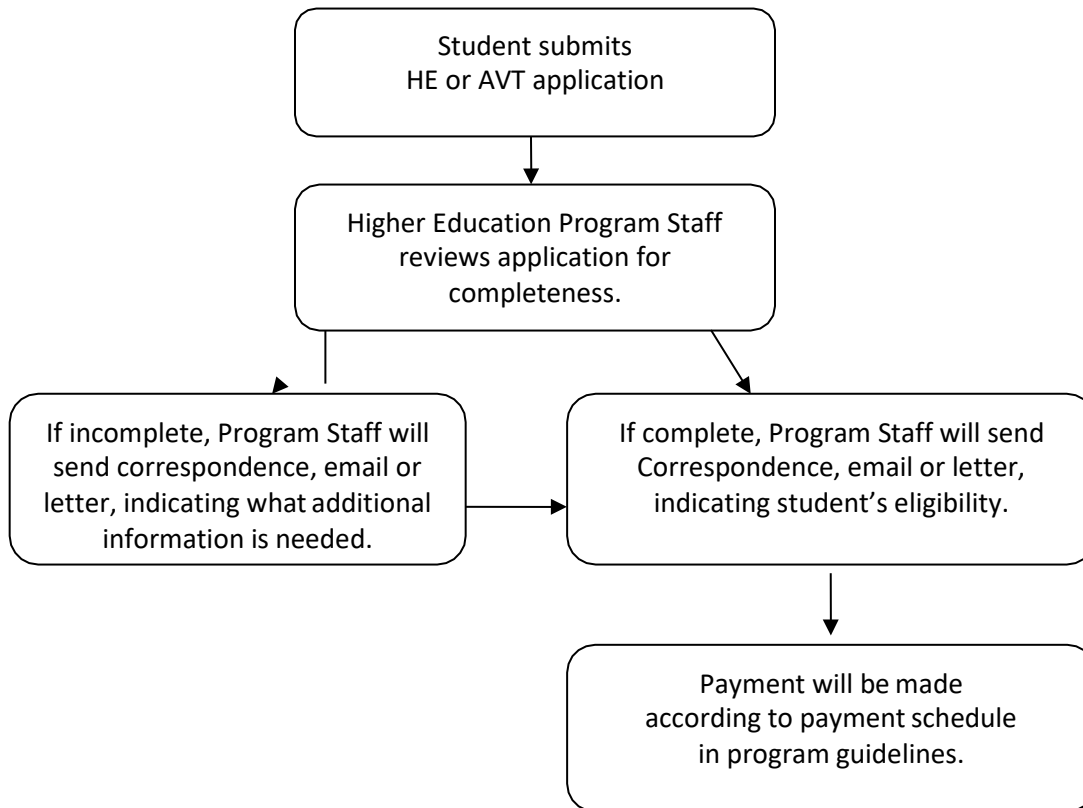 Student submits
HE or AVT application
Higher Education Program Staff
reviews application for
completeness.
If incomplete, Program Staff will
send correspondence, email or
letter, indicating what additional
information is needed.
If complete, Program Staff will send
Correspondence, email or letter,
indicating student’s eligibility.
Payment will be made
according to payment schedule
in program guidelines.